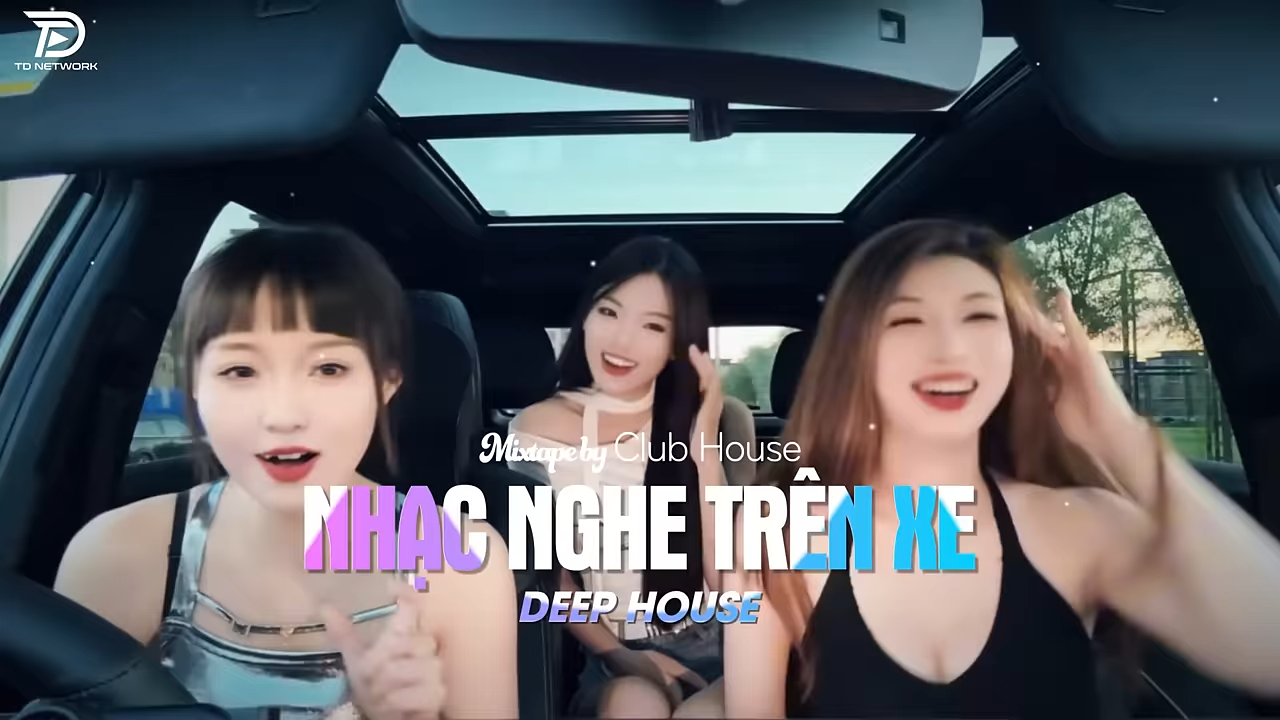 TD NETWORK
Mixtape by Club House
NHẠC NGHE TRÊN XE
DEEP HOUSE